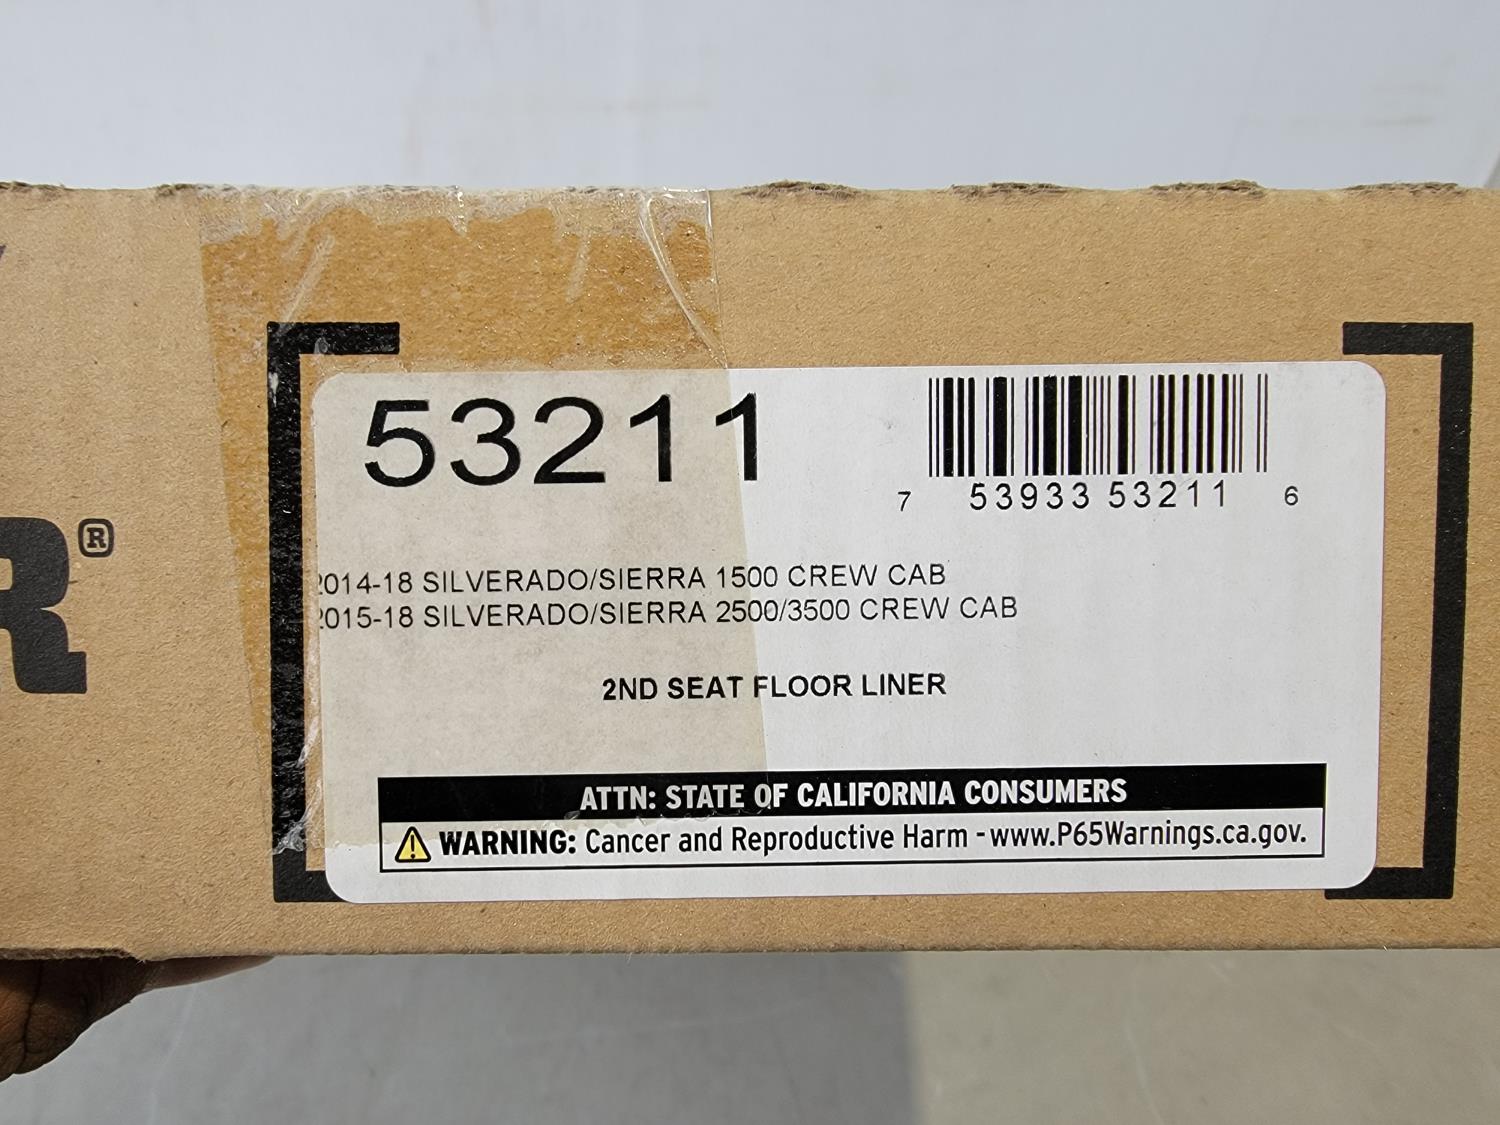 R®
53211
7 53933 53211 6
2014-18 SILVERADO/SIERRA 1500 CREW CAB
2015-18 SILVERADO/SIERRA 2500/3500 CREW CAB
2ND SEAT FLOOR LINER
ATTN: STATE OF CALIFORNIA CONSUMERS
WARNING: Cancer and Reproductive Harm - www.P65Warnings.ca.gov.